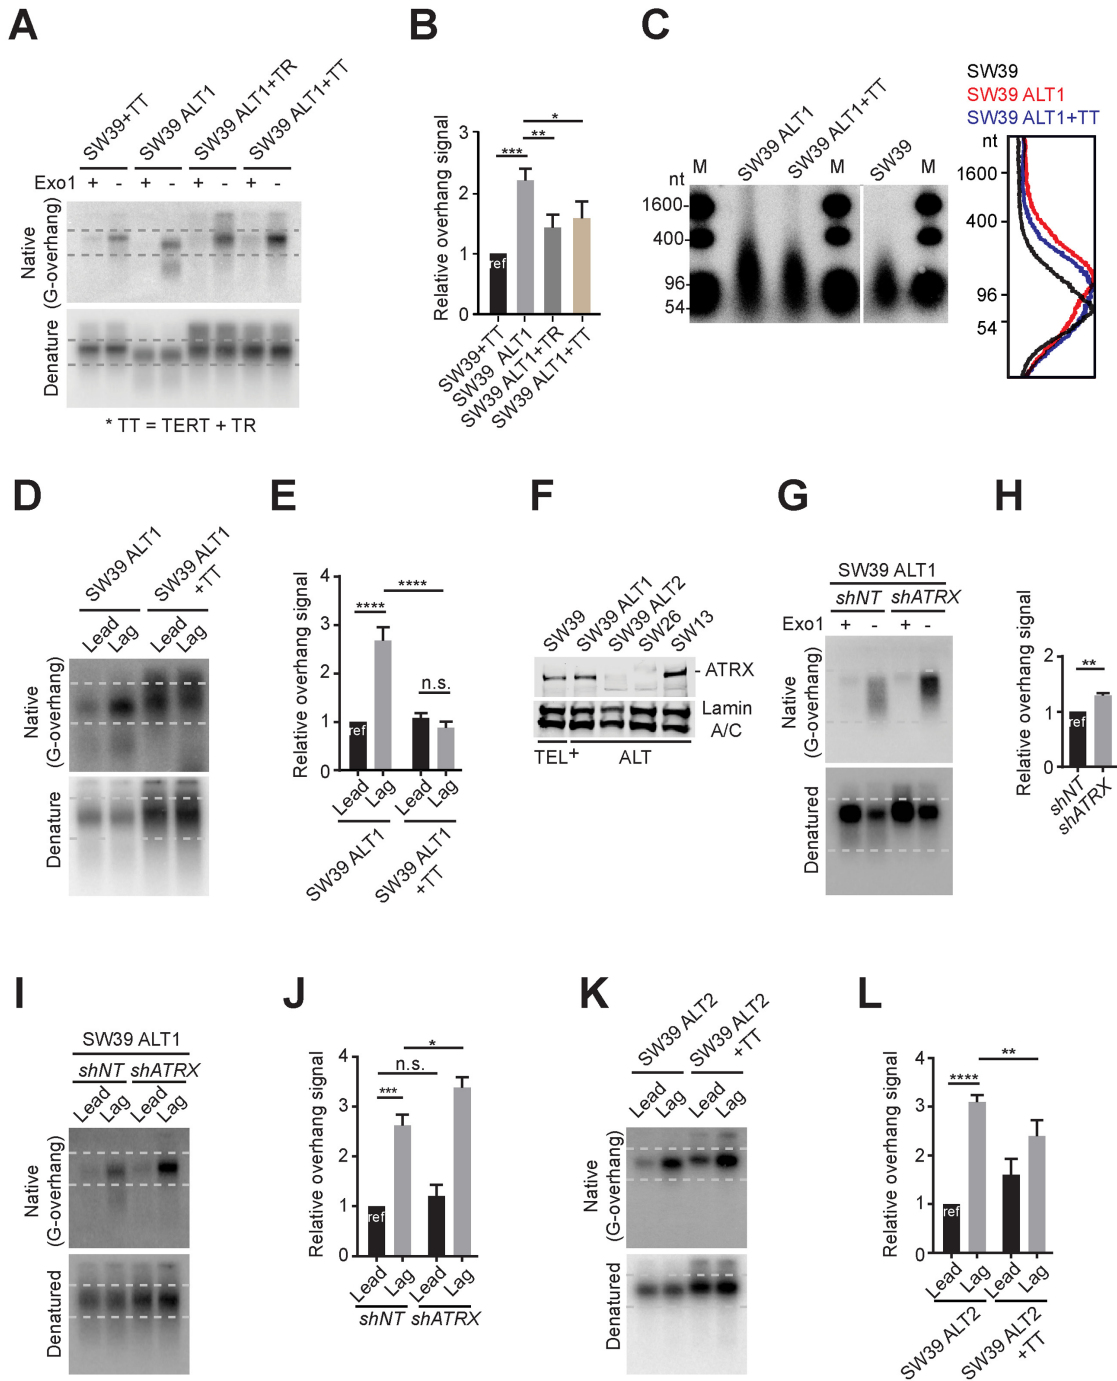 A
SW39+TT
SW39 ALT1
SW39 ALT1+TR
SW39 ALT1+TT
Exo1 + - + - + - + -
Native
(G-overhang)
Denature
* TT = TERT + TR
B
Relative overhang signal
3
2
1
0
***
**
*
ref
SW39+TT
SW39 ALT1
SW39 ALT1+TR
SW39 ALT1+TT
C
nt M SW39 ALT1 SW39 ALT1+TT M SW39 M
1600
400
96
54
SW39
SW39 ALT1
SW39 ALT1+TT
nt
1600
400
96
54
D
SW39 ALT1
SW39 ALT1
+TT
Lead Lag Lead Lag
Native
(G-overhang)
Denature
E
Relative overhang signal
4
3
2
1
0
****
****
n.s.
ref
Lead Lag Lead Lag
SW39 ALT1
SW39 ALT1
+TT
F
SW39
SW39 ALT1
SW39 ALT2
SW26
SW13
- ATRX
Lamin
A/C
TEL+ ALT
G
SW39 ALT1
shNT shATRX
Exo1 + - + -
Native
(G-overhang)
Denatured
H
Relative overhang signal
2
1
0
**
ref
shNT
shATRX
I
SW39 ALT1
shNT shATRX
Lead Lag Lead Lag
Native
(G-overhang)
Denatured
J
Relative overhang signal
4
3
2
1
0
*
n.s.
***
ref
Lead Lag Lead Lag
shNT shATRX
K
SW39 ALT2
SW39 ALT2
+TT
Lead Lag Lead Lag
Native
(G-overhang)
Denatured
L
Relative overhang signal
4
3
2
1
0
**
****
ref
Lead Lag Lead Lag
SW39 ALT2
SW39 ALT2
+TT